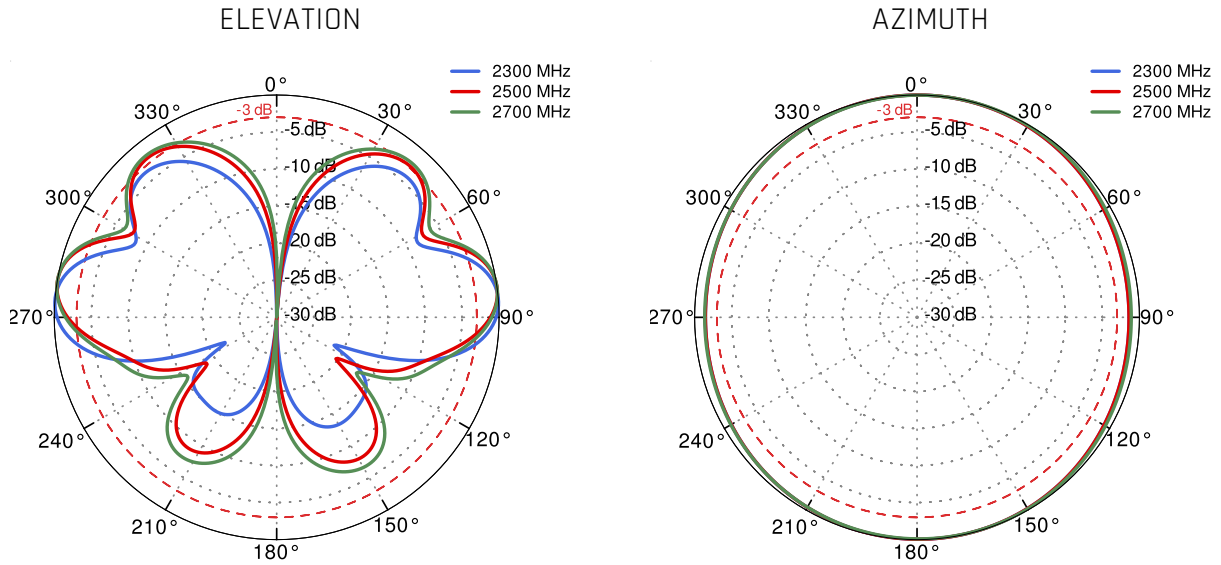 ELEVATION
2300 MHz
2500 MHz
2700 MHz
0°
30°
60°
90°
120°
150°
180°
210°
240°
270°
300°
330°
-3 dB
-5 dB
-10 dB
-15 dB
-20 dB
-25 dB
-30 dB
AZIMUTH
2300 MHz
2500 MHz
2700 MHz
0°
30°
60°
90°
120°
150°
180°
210°
240°
270°
300°
330°
-3 dB
-5 dB
-10 dB
-15 dB
-20 dB
-25 dB
-30 dB